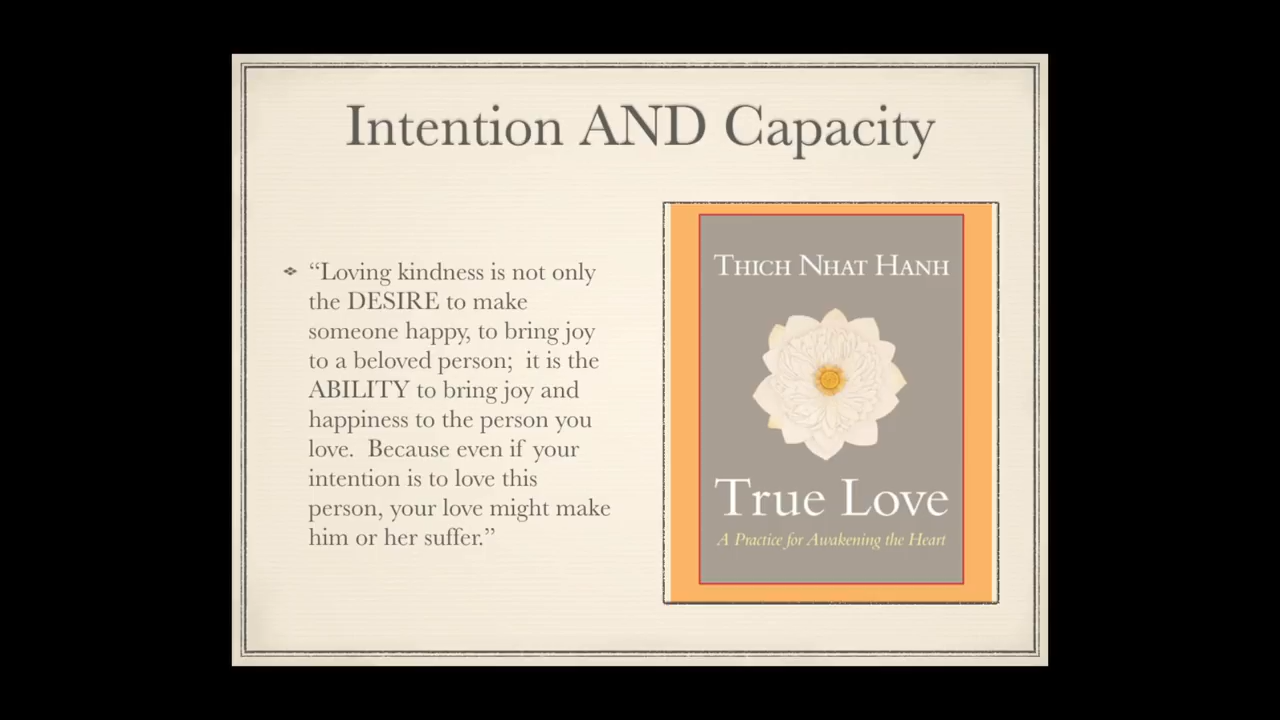 Intention AND Capacity
“Loving kindness is not only
the DESIRE to make
someone happy, to bring joy
to a beloved person;  it is the
ABILITY to bring joy and
happiness to the person you
love.  Because even if your
intention is to love this
person, your love might make
him or her suffer.”
THICH NHAT HANH
True Love
A Practice for Awakening the Heart